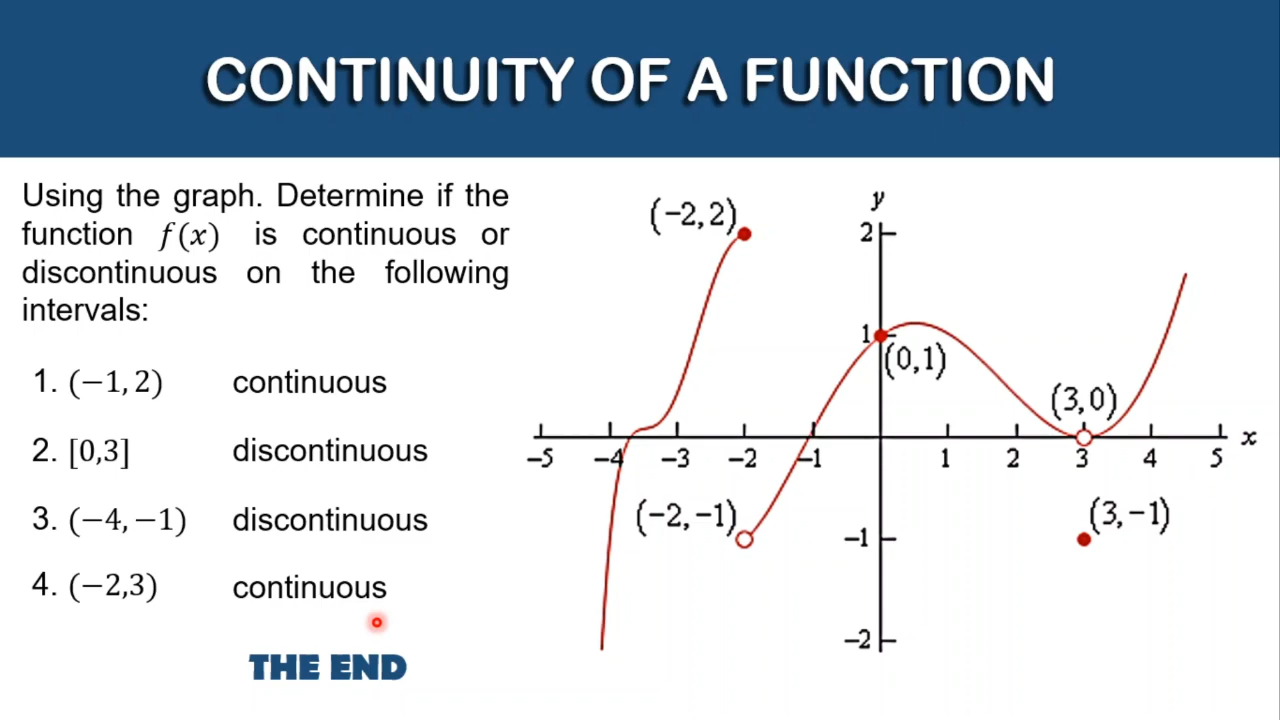 CONTINUITY OF A FUNCTION
Using the graph. Determine if the
function f(x) is continuous or
discontinuous on the following
intervals:
1. (−1, 2) continuous
2. [0,3] discontinuous
3. (−4, −1) discontinuous
4. (−2,3) continuous
THE END
y
(−2, 2)
2
1
(0, 1)
(3, 0)
x
−5 −4 −3 −2 −1 1 2 3 4 5
(−2, −1)
(3, −1)
−1
−2